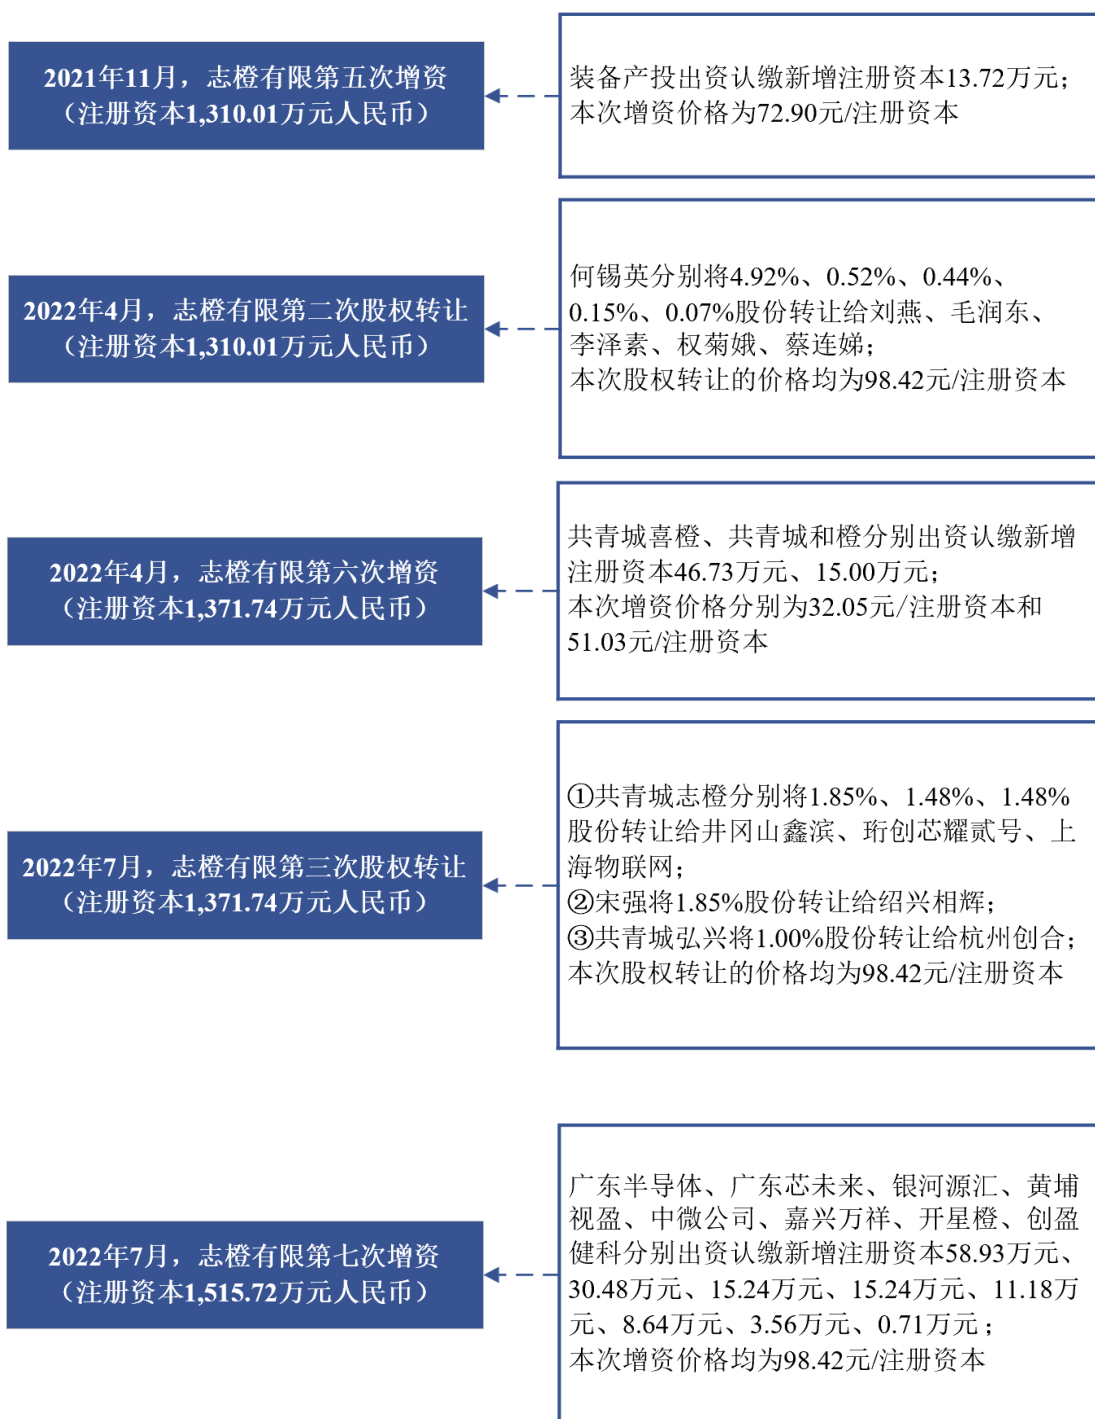 2021年11月，志橙有限第五次增资
（注册资本1,310.01万元人民币）
装备产投出资认缴新增注册资本13.72万元；
本次增资价格为72.90元/注册资本
2022年4月，志橙有限第二次股权转让
（注册资本1,310.01万元人民币）
何锡英分别将4.92%、0.52%、0.44%、
0.15%、0.07%股份转让给刘燕、毛润东、
李泽素、权菊娥、蔡连娣；
本次股权转让的价格均为98.42元/注册资本
2022年4月，志橙有限第六次增资
（注册资本1,371.74万元人民币）
共青城喜橙、共青城和橙分别出资认缴新增
注册资本46.73万元、15.00万元；
本次增资价格分别为32.05元/注册资本和
51.03元/注册资本
2022年7月，志橙有限第三次股权转让
（注册资本1,371.74万元人民币）
①共青城志橙分别将1.85%、1.48%、1.48%
股份转让给井冈山鑫滨、珩创芯耀贰号、上
海物联网；
②宋强将1.85%股份转让给绍兴相辉；
③共青城弘兴将1.00%股份转让给杭州创合；
本次股权转让的价格均为98.42元/注册资本
2022年7月，志橙有限第七次增资
（注册资本1,515.72万元人民币）
广东半导体、广东芯未来、银河源汇、黄埔
视盈、中微公司、嘉兴万祥、开星橙、创盈
健科分别出资认缴新增注册资本58.93万元、
30.48万元、15.24万元、15.24万元、11.18万
元、8.64万元、3.56万元、0.71万元；
本次增资价格均为98.42元/注册资本